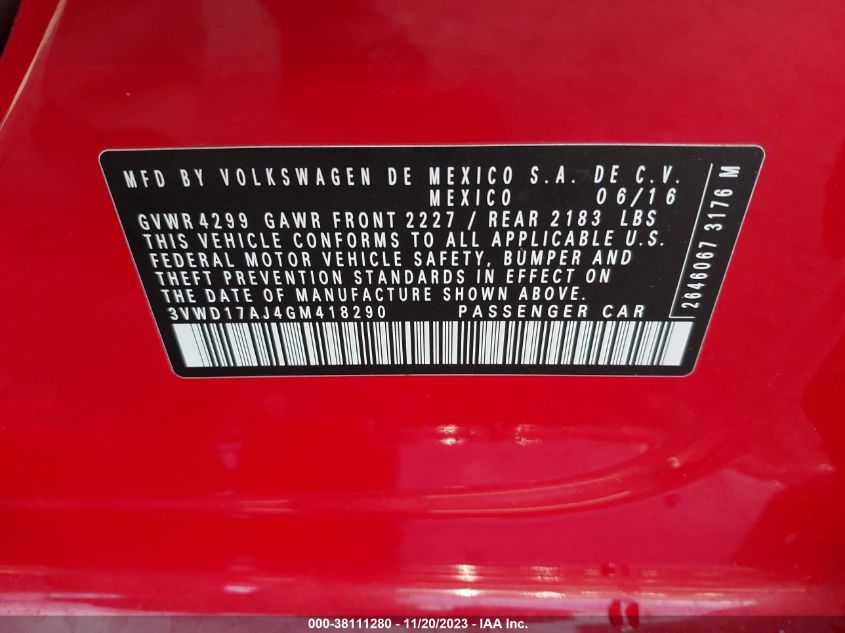 MFD BY VOLKSWAGEN DE MEXICO S.A. DE C.V.
MEXICO 06/16
GVWR 4299 GAWR FRONT 2227 / REAR 2183 LBS
THIS VEHICLE CONFORMS TO ALL APPLICABLE U.S.
FEDERAL MOTOR VEHICLE SAFETY, BUMPER AND
THEFT PREVENTION STANDARDS IN EFFECT ON
THE DATE OF MANUFACTURE SHOWN ABOVE.
3VWD17AJ4GM418290 PASSENGER CAR
2646067 3176 M
000-38111280 - 11/20/2023 - IAA Inc.